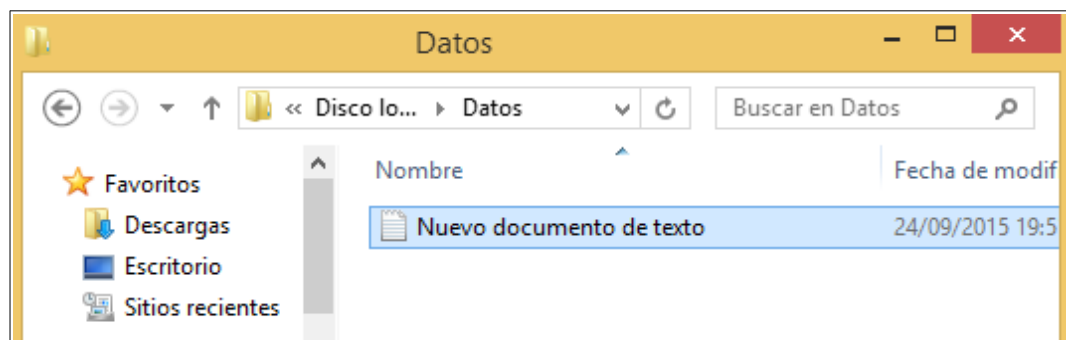 Datos
« Disco lo... Datos
Buscar en Datos
Favoritos
Descargas
Escritorio
Sitios recientes
Nombre Fecha de modif
Nuevo documento de texto 24/09/2015 19:5